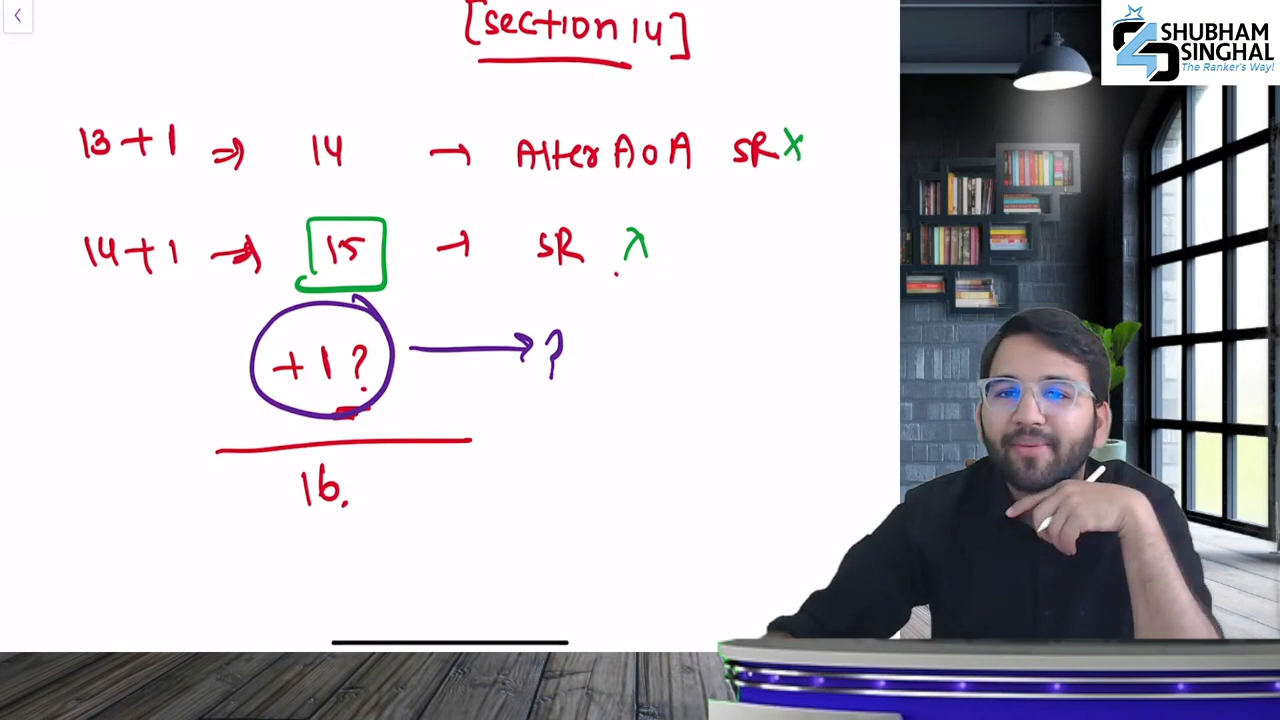 [Section 14]
SHUBHAM
SINGHAL
The Ranker's Way!
13 + 1 ⇒ 14 → Alter AOA SR X
14 + 1 ⇒ 15 → SR X
+ 1 ? → ?
16.